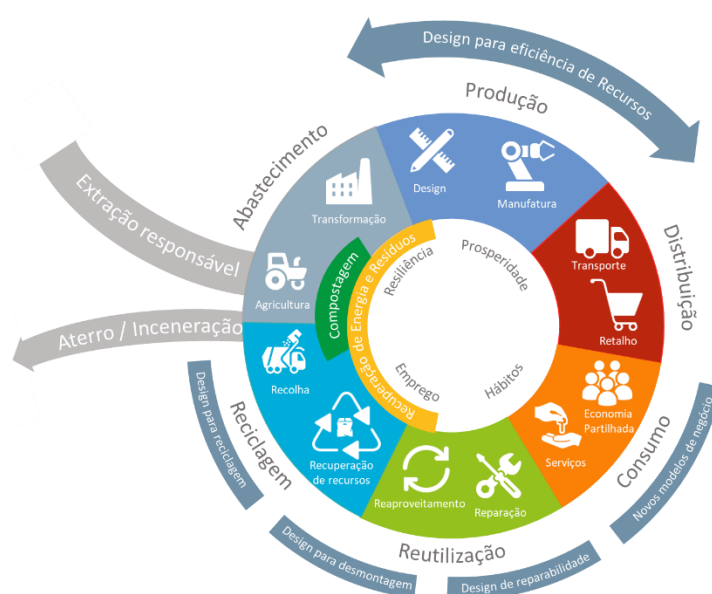 Design para eficiência de Recursos
Produção
Design
Manufatura
Abastecimento
Transformação
Agricultura
Extração responsável
Aterro / Inceneração
Distribuição
Transporte
Retalho
Compostagem
Recuperação de Energia e Resíduos
Resiliência
Prosperidade
Emprego
Hábitos
Consumo
Economia
Partilhada
Serviços
Novos modelos de negócio
Reciclagem
Recolha
Recuperação
de recursos
Design para reciclagem
Reutilização
Reaproveitamento
Reparação
Design para desmontagem
Design de reparabilidade